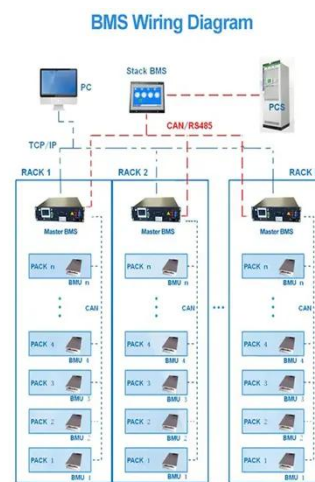 BMS Wiring Diagram
PC
Stack BMS
PCS
CAN/RS485
TCP/IP
RACK 1
RACK 2
RACK
Master BMS
Master BMS
Master BMS
PACK n
BMU n
PACK n
BMU n
PACK n
BMU n
CAN
CAN
CAN
...
PACK 4
BMU 4
PACK 4
BMU 4
PACK 4
BMU 4
PACK 3
BMU 3
PACK 3
BMU 3
PACK 3
BMU 3
PACK 2
BMU 2
PACK 2
BMU 2
PACK 2
BMU 2
PACK 1
BMU 1
PACK 1
BMU 1
PACK 1
BMU 1